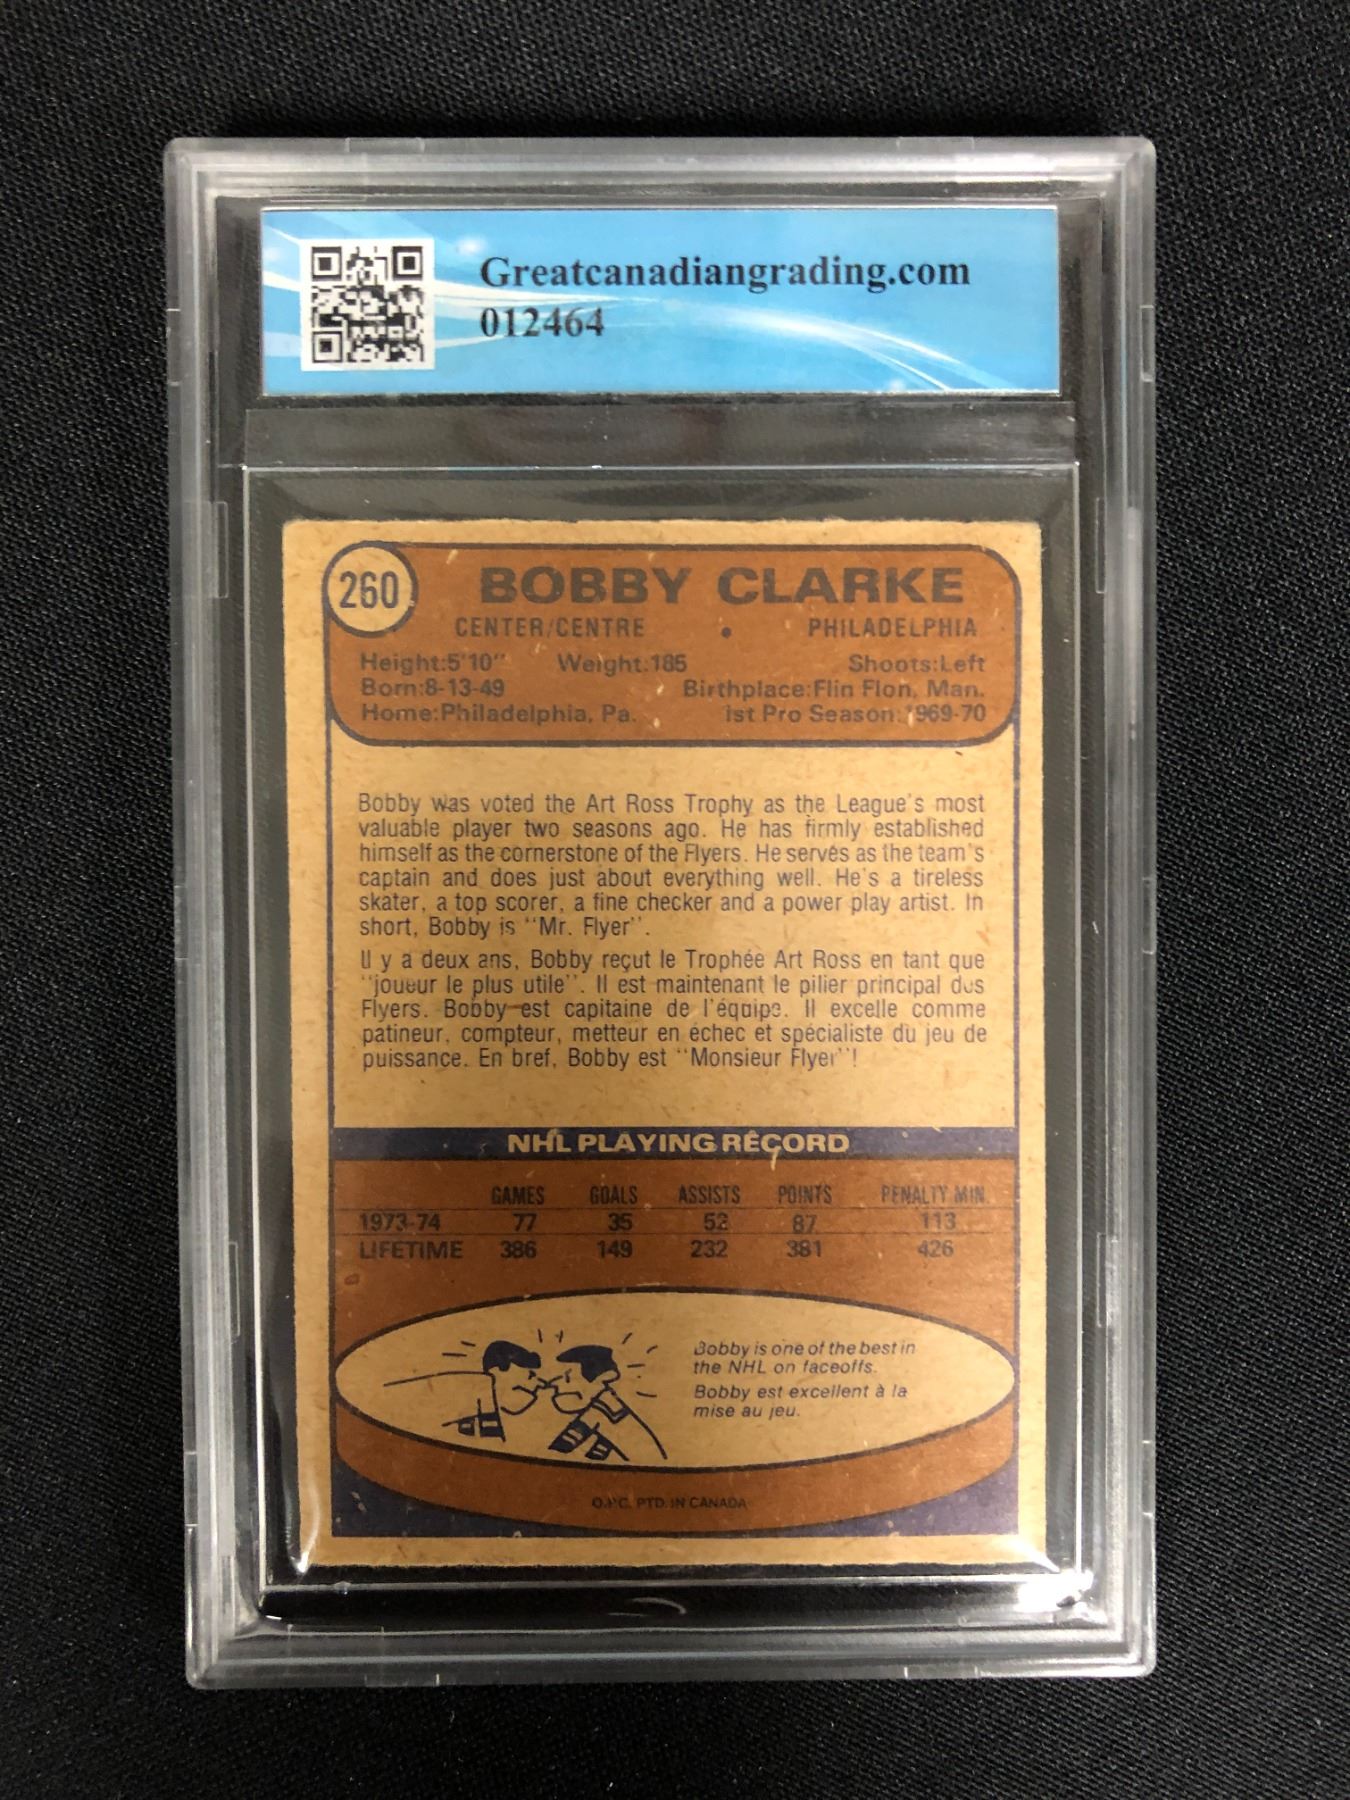 Greatcanadiangrading.com
012464
260
BOBBY CLARKE
CENTER/CENTRE • PHILADELPHIA
Height:5'10" Weight:185 Shoots:Left
Born:8-13-49 Birthplace:Flin Flon, Man.
Home:Philadelphia, Pa. 1st Pro Season:1969-70
Bobby was voted the Art Ross Trophy as the League's most
valuable player two seasons ago. He has firmly established
himself as the cornerstone of the Flyers. He serves as the team's
captain and does just about everything well. He's a tireless
skater, a top scorer, a fine checker and a power play artist. In
short, Bobby is "Mr. Flyer".
Il y a deux ans, Bobby reçut le Trophée Art Ross en tant que
"joueur le plus utile". Il est maintenant le pilier principal des
Flyers. Bobby est capitaine de l'équipe. Il excelle comme
patineur, compteur, metteur en échec et spécialiste du jeu de
puissance. En bref, Bobby est "Monsieur Flyer"!
NHL PLAYING RECORD
GAMES GOALS ASSISTS POINTS PENALTY MIN.
1973-74 77 35 52 87 113
LIFETIME 386 149 232 381 426
Bobby is one of the best in
the NHL on faceoffs.
Bobby est excellent à la
mise au jeu.
O.P.C. PTD. IN CANADA